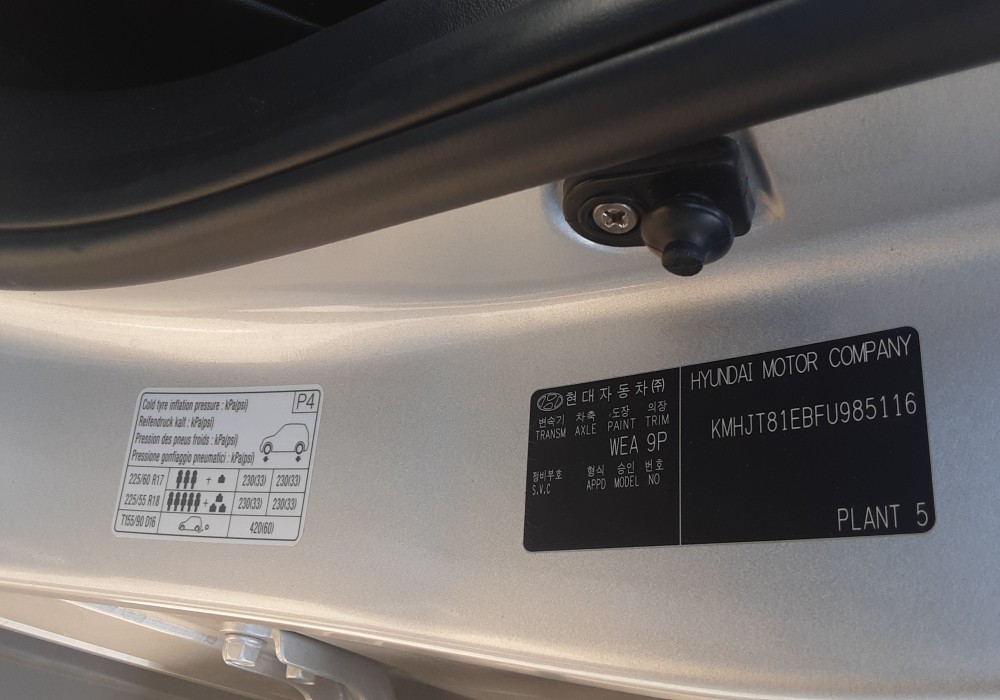 Cold tyre inflation pressure : kPa(psi) P4
Reifendruck kalt : kPa(psi)
Pression des pneus froids : kPa(psi)
Pressione gonfiaggio pneumatici : kPa(psi)
225/60 R17 + 230(33) 230(33)
225/55 R18 + 230(33) 230(33)
T155/90 D16 420(60)
현대자동차(주)
변속기 차축 도장 의장
TRANSM AXLE PAINT TRIM
WEA 9P
정비부호 형식 승인 번호
S.V.C APPD MODEL NO
HYUNDAI MOTOR COMPANY
KMHJT81EBFU985116
PLANT 5